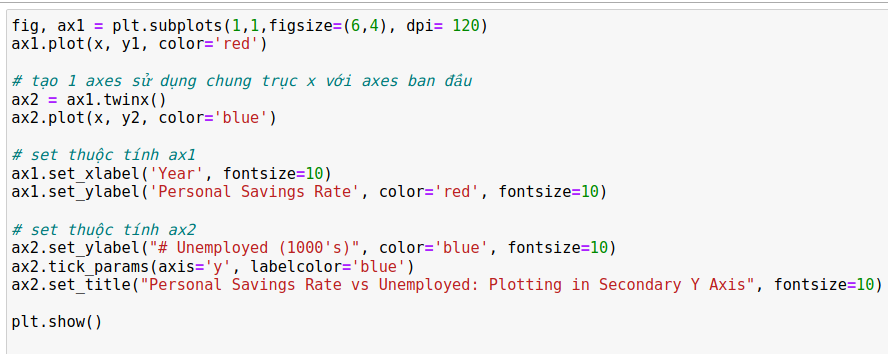 fig, ax1 = plt.subplots(1,1,figsize=(6,4), dpi= 120)
ax1.plot(x, y1, color='red')
# tạo 1 axes sử dụng chung trục x với axes ban đầu
ax2 = ax1.twinx()
ax2.plot(x, y2, color='blue')
# set thuộc tính ax1
ax1.set_xlabel('Year', fontsize=10)
ax1.set_ylabel('Personal Savings Rate', color='red', fontsize=10)
# set thuộc tính ax2
ax2.set_ylabel("# Unemployed (1000's)", color='blue', fontsize=10)
ax2.tick_params(axis='y', labelcolor='blue')
ax2.set_title("Personal Savings Rate vs Unemployed: Plotting in Secondary Y Axis", fontsize=10)
plt.show()